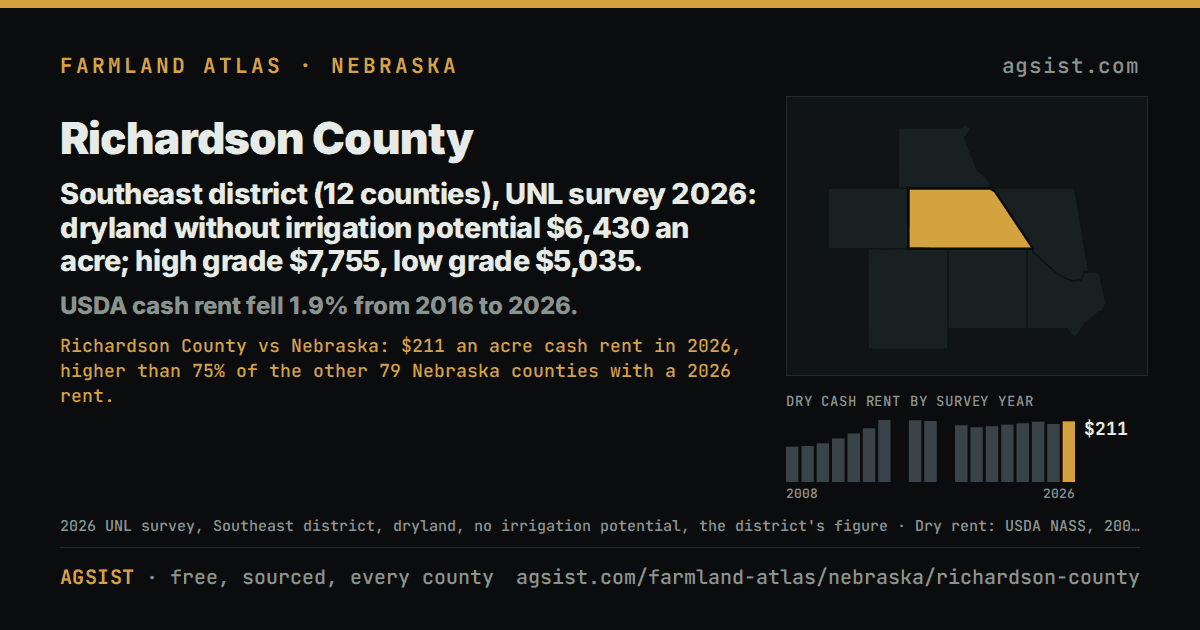 FARMLAND ATLAS · NEBRASKA
agsist.com
Richardson County
Southeast district (12 counties), UNL survey 2026:
dryland without irrigation potential $6,430 an
acre; high grade $7,755, low grade $5,035.
USDA cash rent fell 1.9% from 2016 to 2026.
Richardson County vs Nebraska: $211 an acre cash rent in 2026,
higher than 75% of the other 79 Nebraska counties with a 2026
rent.
DRY CASH RENT BY SURVEY YEAR
$211
2008
2026
2026 UNL survey, Southeast district, dryland, no irrigation potential, the district's figure · Dry rent: USDA NASS, 200…
AGSIST · free, sourced, every county
agsist.com/farmland-atlas/nebraska/richardson-county